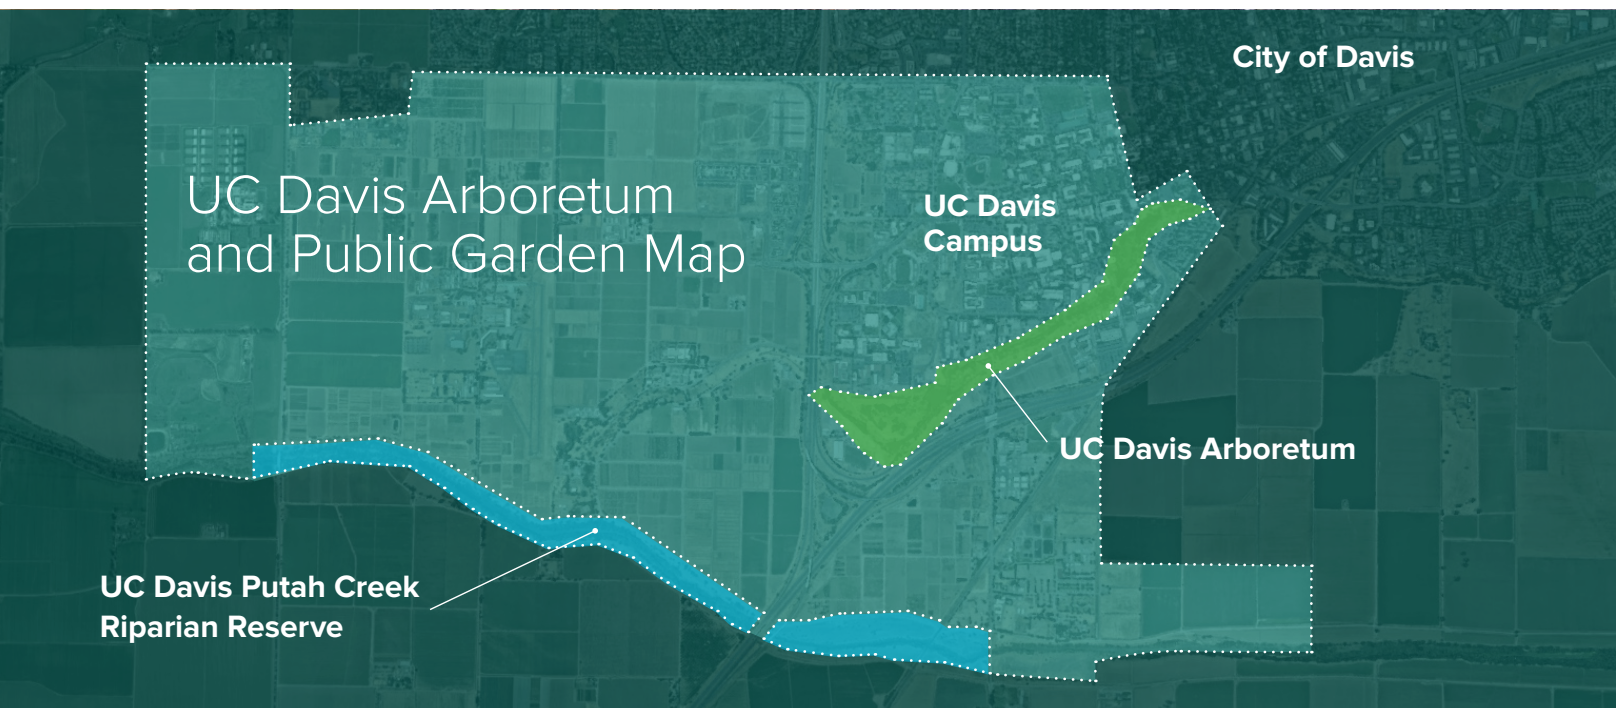 City of Davis
UC Davis Arboretum
and Public Garden Map
UC Davis
Campus
UC Davis Arboretum
UC Davis Putah Creek
Riparian Reserve